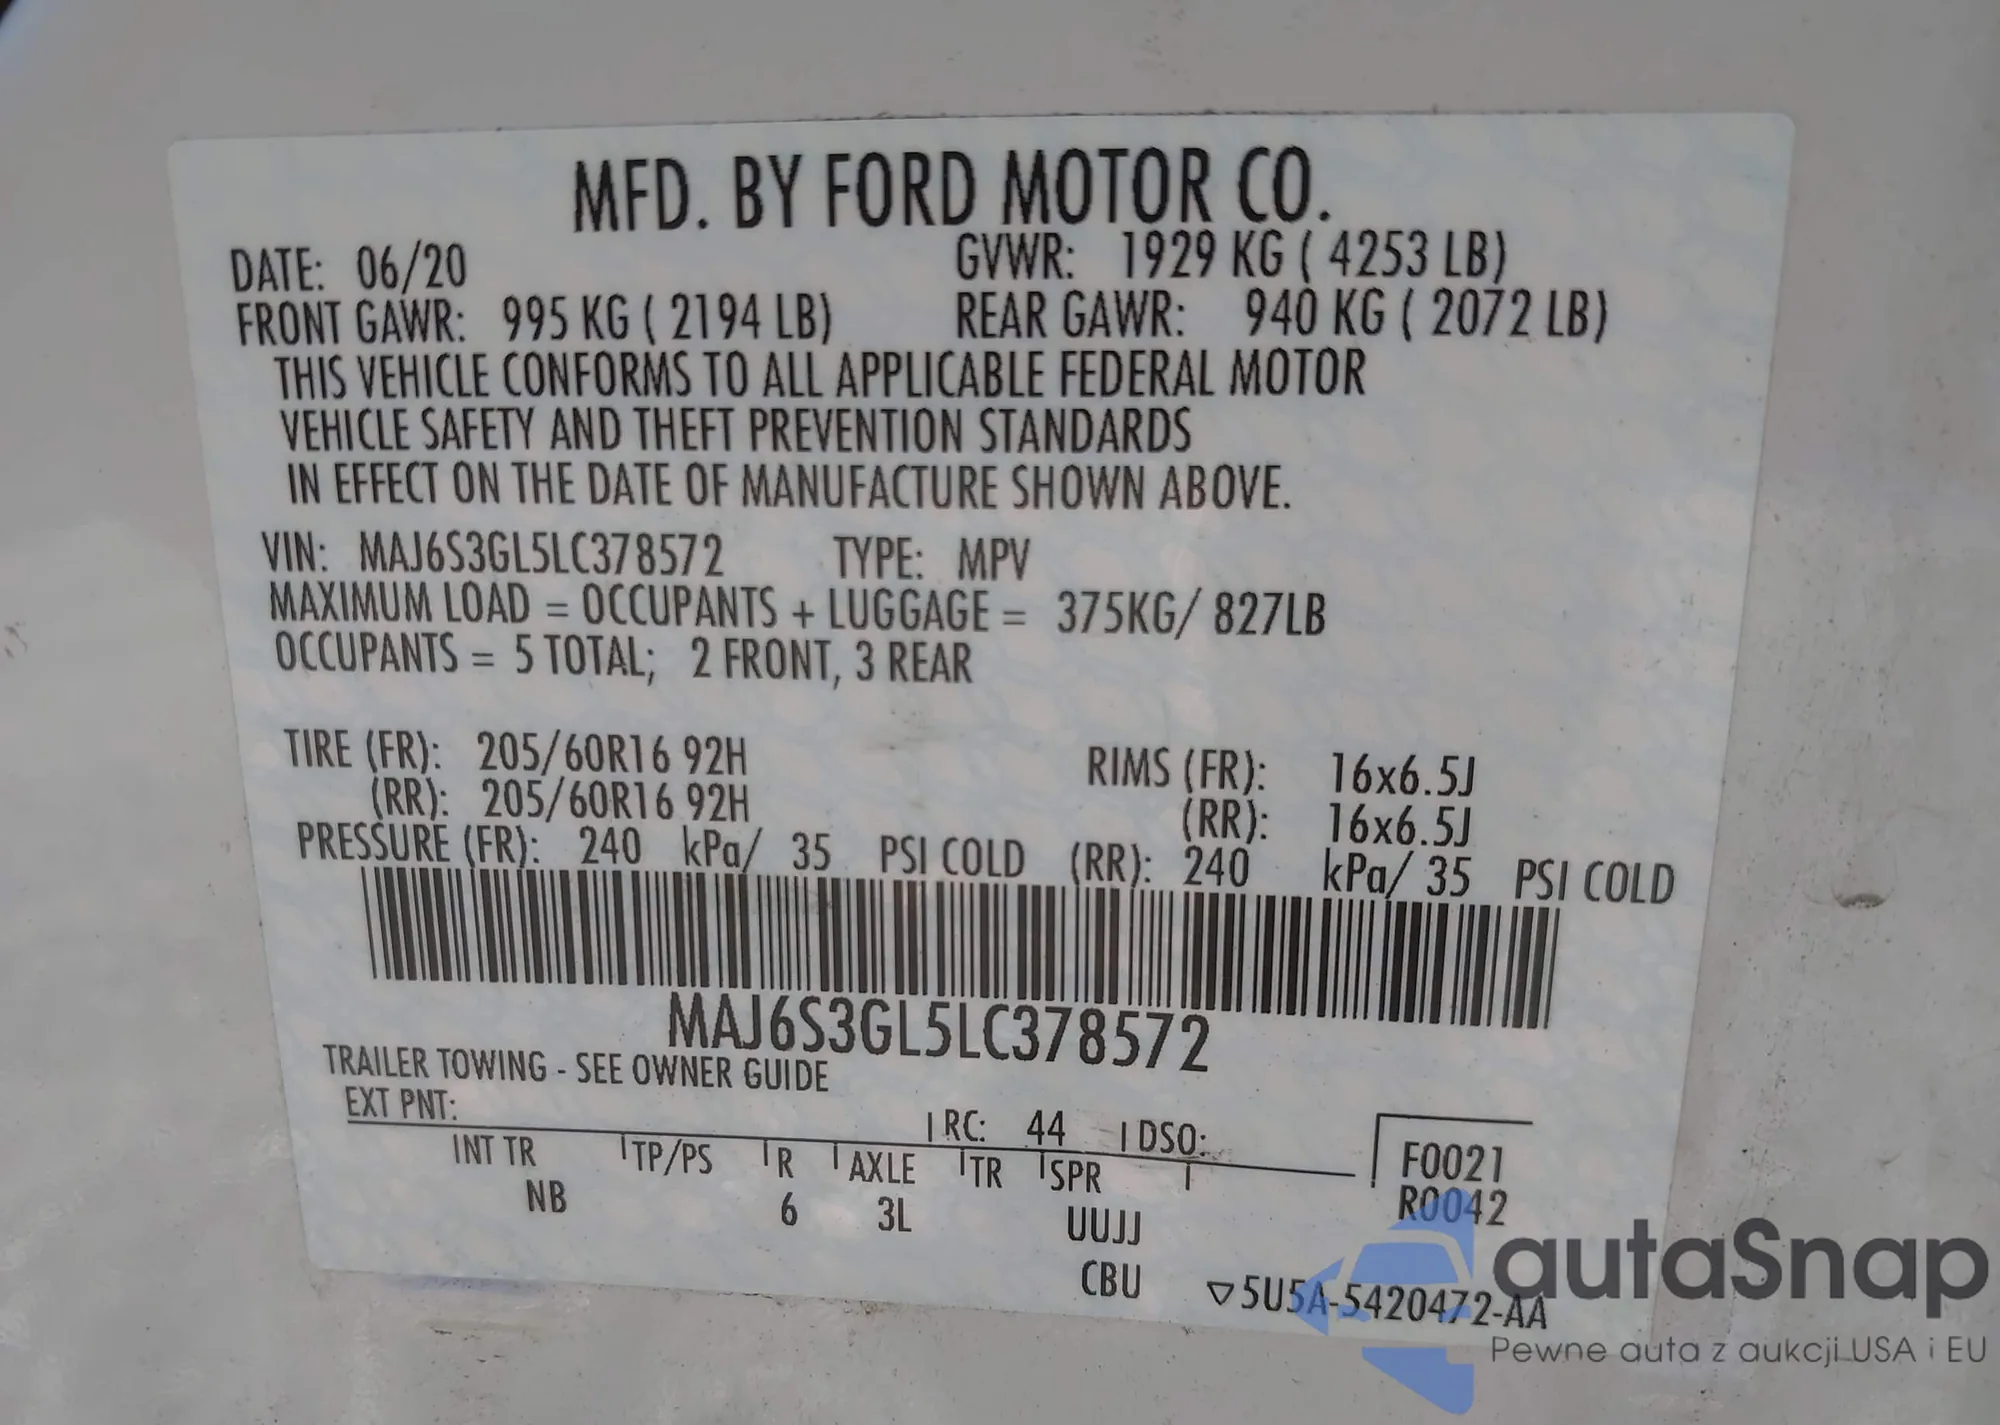 MFD. BY FORD MOTOR CO.
DATE: 06/20 GVWR: 1929 KG ( 4253 LB)
FRONT GAWR: 995 KG ( 2194 LB) REAR GAWR: 940 KG ( 2072 LB)
THIS VEHICLE CONFORMS TO ALL APPLICABLE FEDERAL MOTOR
VEHICLE SAFETY AND THEFT PREVENTION STANDARDS
IN EFFECT ON THE DATE OF MANUFACTURE SHOWN ABOVE.
VIN: MAJ6S3GL5LC378572 TYPE: MPV
MAXIMUM LOAD = OCCUPANTS + LUGGAGE = 375KG/ 827LB
OCCUPANTS = 5 TOTAL; 2 FRONT, 3 REAR
TIRE (FR): 205/60R16 92H RIMS (FR): 16x6.5J
(RR): 205/60R16 92H (RR): 16x6.5J
PRESSURE (FR): 240 kPa/ 35 PSI COLD (RR): 240 kPa/ 35 PSI COLD
MAJ6S3GL5LC378572
TRAILER TOWING - SEE OWNER GUIDE
EXT PNT: RC: 44 DSO:
INT TR TP/PS R AXLE TR SPR F0021
NB 6 3L UUJJ R0042
CBU 5U5A-5420472-AA
autaSnap
Pewne auta z aukcji USA i EU